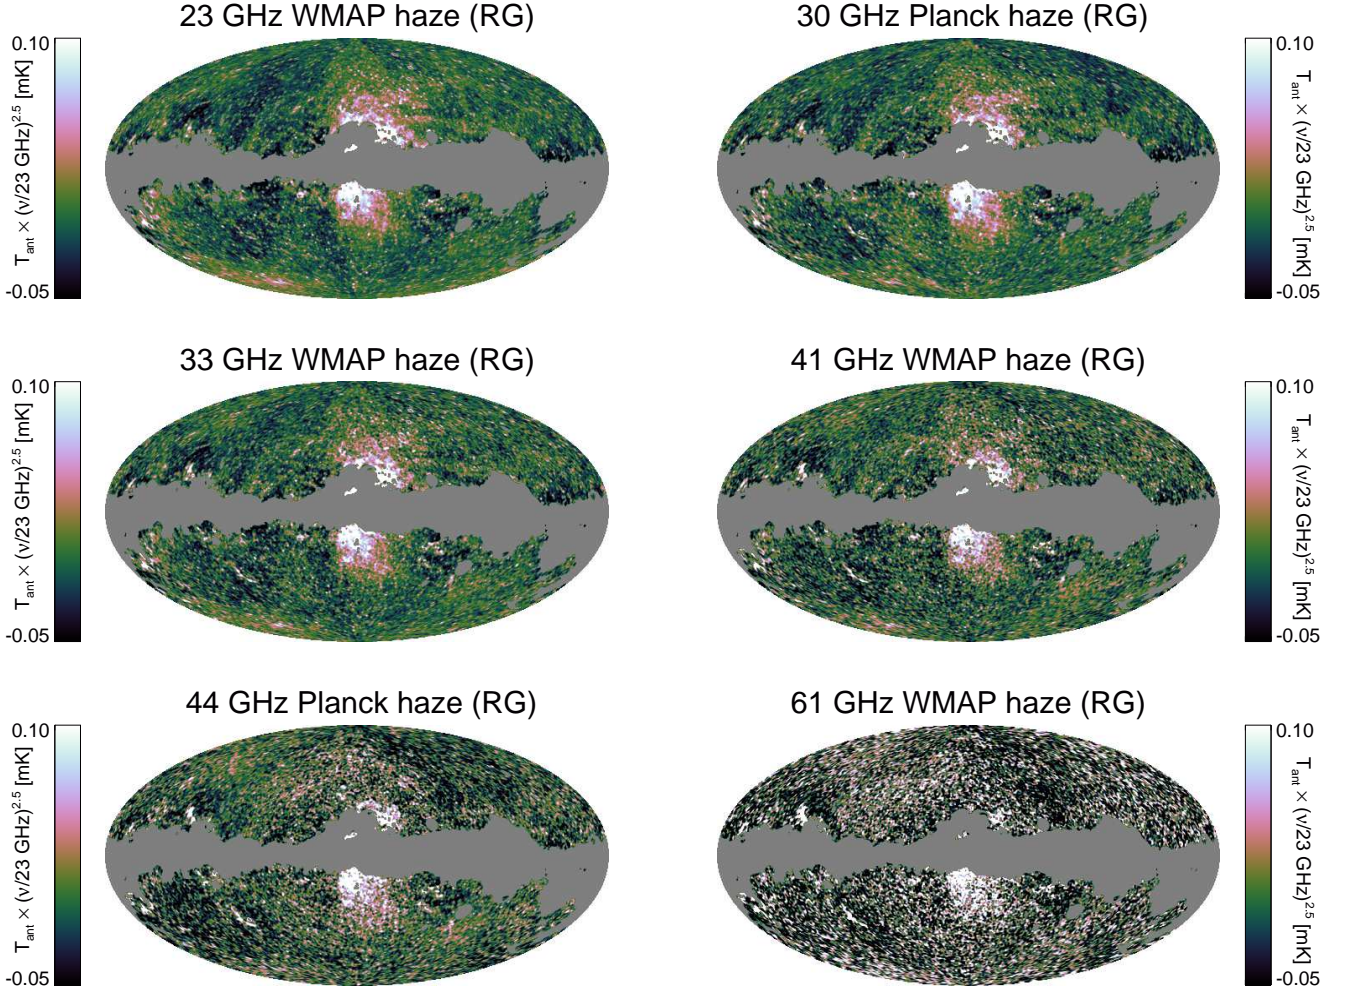 23 GHz WMAP haze (RG)
30 GHz Planck haze (RG)
0.10
T_ant × (ν/23 GHz)^2.5 [mK]
-0.05
0.10
T_ant × (ν/23 GHz)^2.5 [mK]
-0.05
33 GHz WMAP haze (RG)
41 GHz WMAP haze (RG)
0.10
T_ant × (ν/23 GHz)^2.5 [mK]
-0.05
0.10
T_ant × (ν/23 GHz)^2.5 [mK]
-0.05
44 GHz Planck haze (RG)
61 GHz WMAP haze (RG)
0.10
T_ant × (ν/23 GHz)^2.5 [mK]
-0.05
0.10
T_ant × (ν/23 GHz)^2.5 [mK]
-0.05